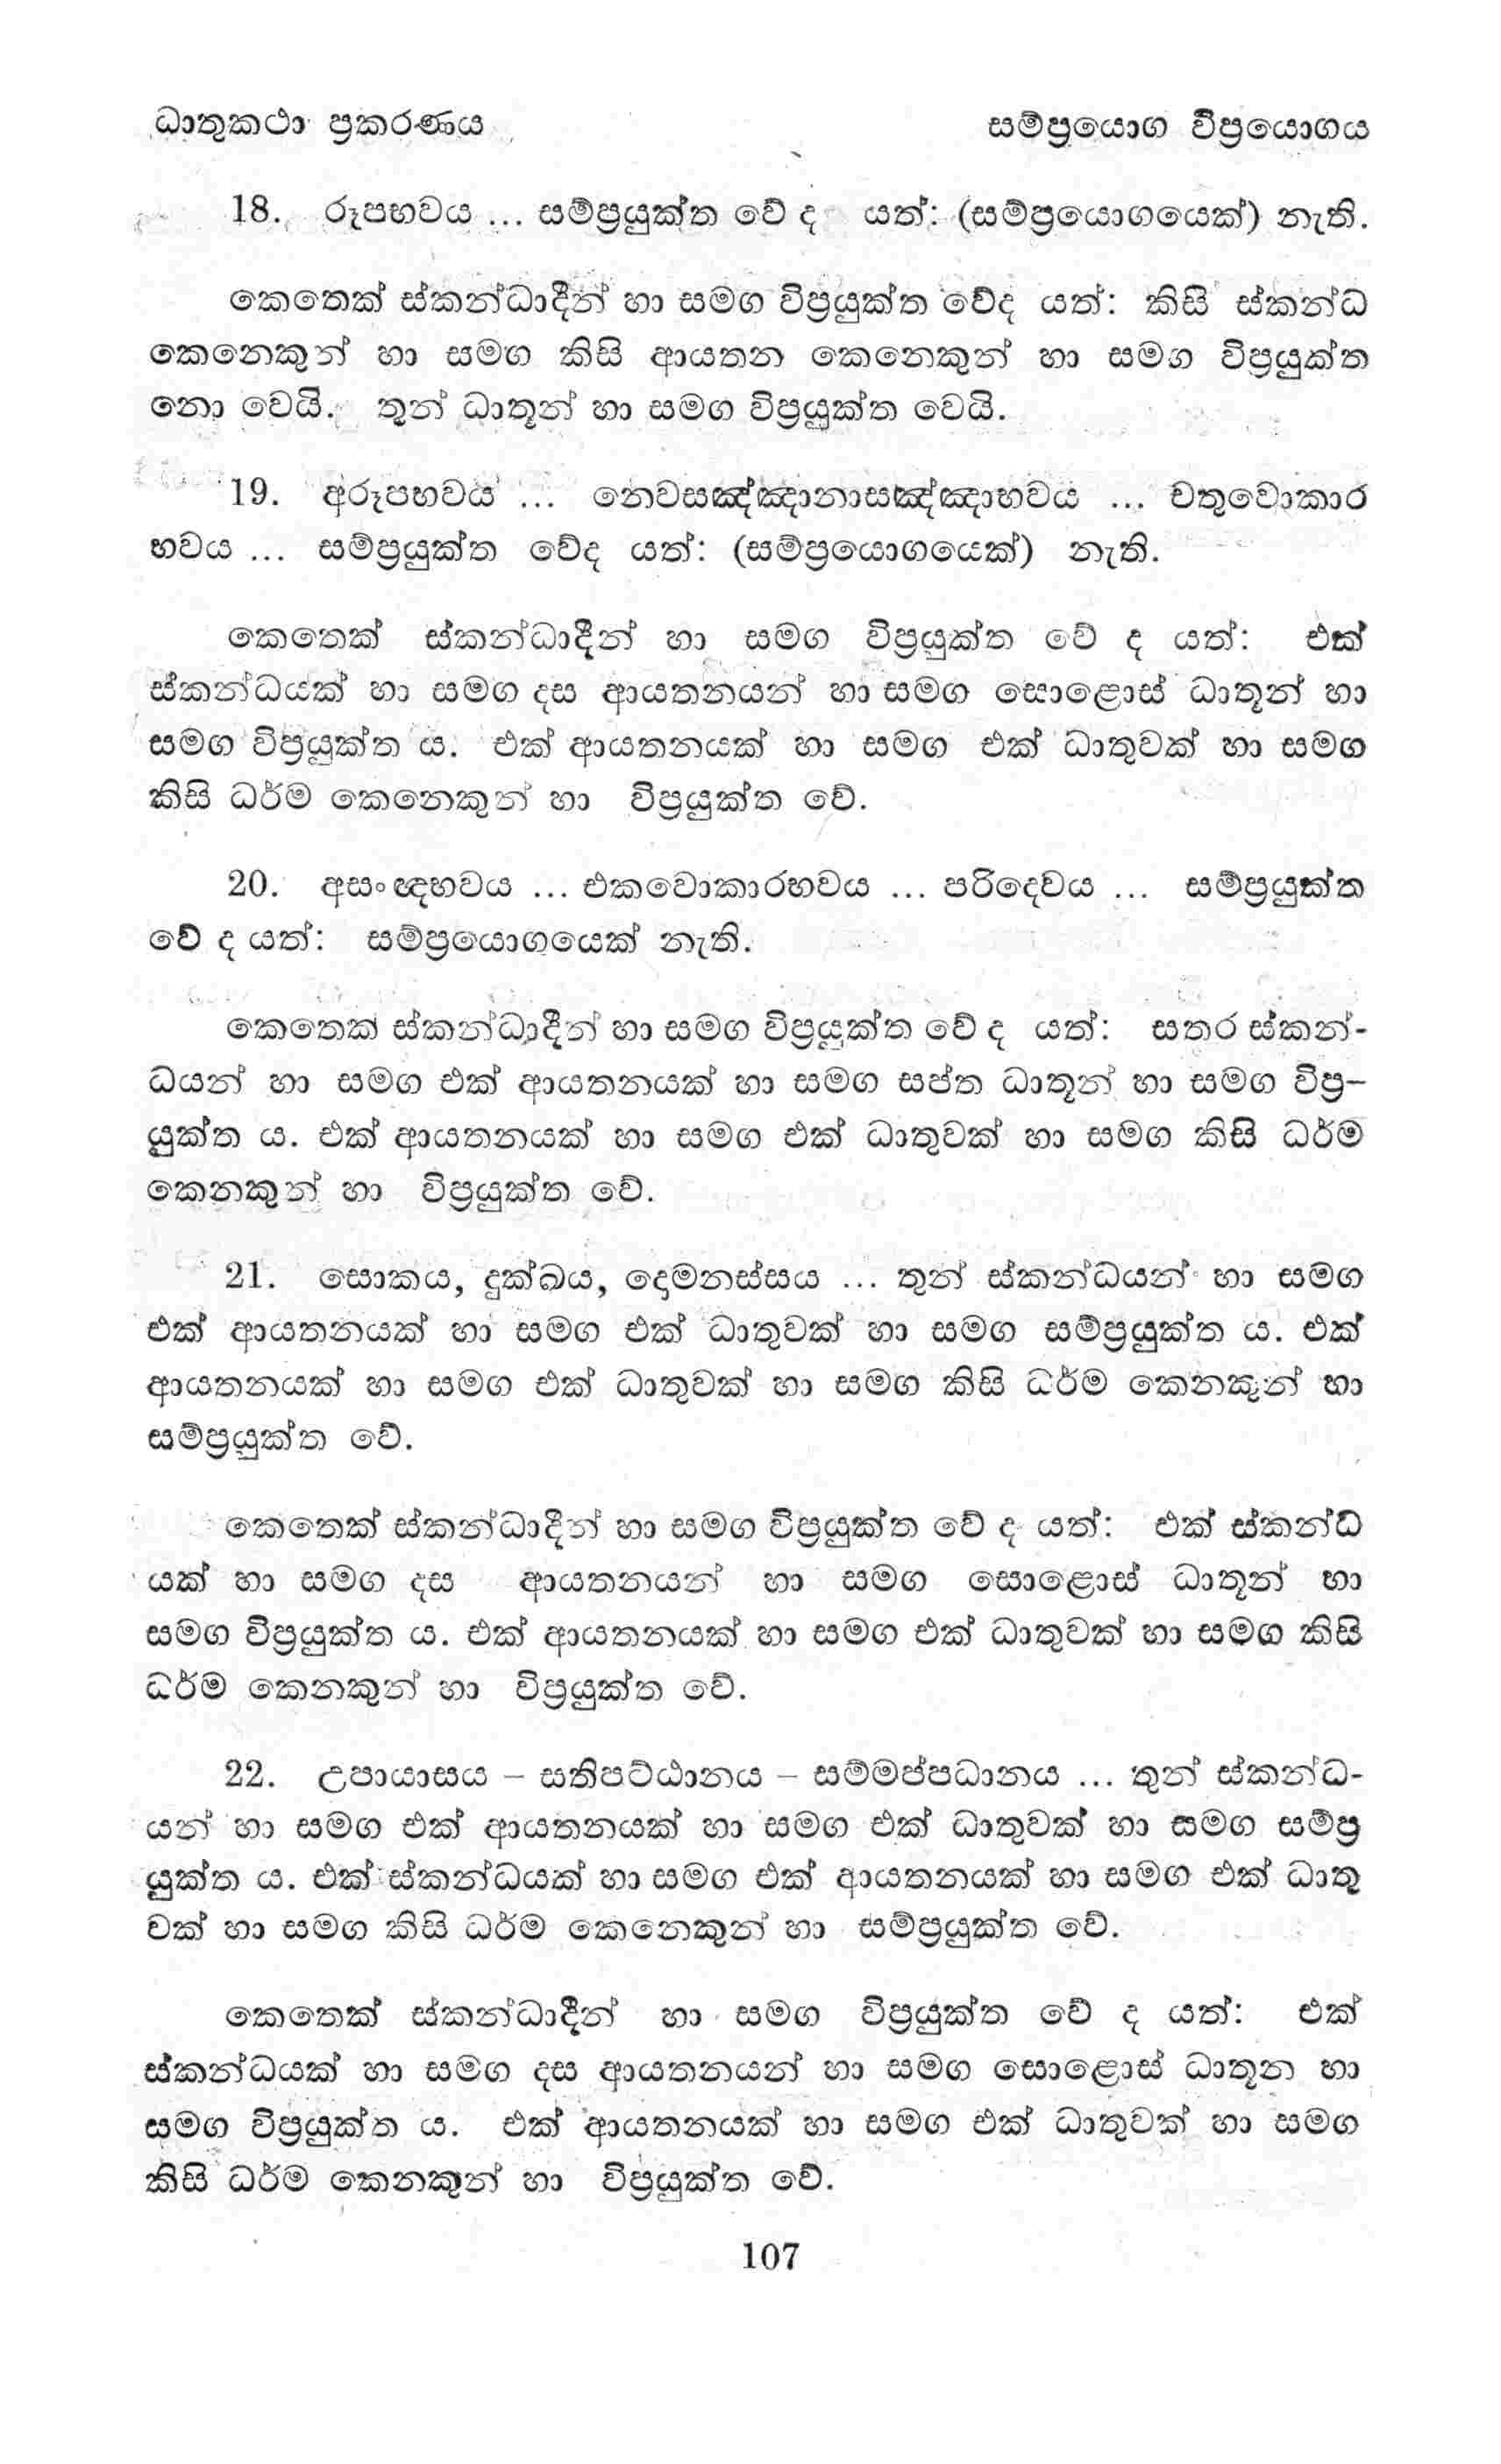 ධාතුකථා ප්‍රකරණය
සම්ප්‍රයොග විප්‍රයොගය
18. රූපභවය ... සම්ප්‍රයුක්ත වේ ද යත්: (සම්ප්‍රයොගයෙක්) නැති.
කෙතෙක් ස්කන්ධාදීන් හා සමග විප්‍රයුක්ත වේද යත්: කිසි ස්කන්ධ
කෙනෙකුන් හා සමග කිසි ආයතන කෙනෙකුන් හා සමග විප්‍රයුක්ත
නො වෙයි. තුන් ධාතූන් හා සමග විප්‍රයුක්ත වෙයි.
19. අරූපභවය ... නෙවසඤ්ඤානාසඤ්ඤාභවය ... චතුවොකාර
භවය ... සම්ප්‍රයුක්ත වේද යත්: (සම්ප්‍රයොගයෙක්) නැති.
කෙතෙක් ස්කන්ධාදීන් හා සමග විප්‍රයුක්ත වේ ද යත්: එක්
ස්කන්ධයක් හා සමග දස ආයතනයන් හා සමග සොළොස් ධාතූන් හා
සමග විප්‍රයුක්ත ය. එක් ආයතනයක් හා සමග එක් ධාතුවක් හා සමග
කිසි ධර්ම කෙනෙකුන් හා විප්‍රයුක්ත වේ.
20. අසංඥභවය ... එකවොකාරභවය ... පරිදෙවය ... සම්ප්‍රයුක්ත
වේ ද යත්: සම්ප්‍රයොගයෙක් නැති.
කෙතෙක් ස්කන්ධාදීන් හා සමග විප්‍රයුක්ත වේ ද යත්: සතර ස්කන්-
ධයන් හා සමග එක් ආයතනයක් හා සමග සප්ත ධාතූන් හා සමග විප්‍ර-
යුක්ත ය. එක් ආයතනයක් හා සමග එක් ධාතුවක් හා සමග කිසි ධර්ම
කෙනකුන් හා විප්‍රයුක්ත වේ.
21. සොකය, දුක්ඛය, දොමනස්සය ... තුන් ස්කන්ධයන් හා සමග
එක් ආයතනයක් හා සමග එක් ධාතුවක් හා සමග සම්ප්‍රයුක්ත ය. එක්
ආයතනයක් හා සමග එක් ධාතුවක් හා සමග කිසි ධර්ම කෙනකුන් හා
සම්ප්‍රයුක්ත වේ.
කෙතෙක් ස්කන්ධාදීන් හා සමග විප්‍රයුක්ත වේ ද යත්: එක් ස්කන්ධ
යක් හා සමග දස ආයතනයන් හා සමග සොළොස් ධාතූන් හා
සමග විප්‍රයුක්ත ය. එක් ආයතනයක් හා සමග එක් ධාතුවක් හා සමග කිසි
ධර්ම කෙනකුන් හා විප්‍රයුක්ත වේ.
22. උපායාසය – සතිපට්ඨානය – සම්මප්පධානය ... තුන් ස්කන්ධ-
යන් හා සමග එක් ආයතනයක් හා සමග එක් ධාතුවක් හා සමග සම්ප්‍ර
යුක්ත ය. එක් ස්කන්ධයක් හා සමග එක් ආයතනයක් හා සමග එක් ධාතු
වක් හා සමග කිසි ධර්ම කෙනෙකුන් හා සම්ප්‍රයුක්ත වේ.
කෙතෙක් ස්කන්ධාදීන් හා සමග විප්‍රයුක්ත වේ ද යත්: එක්
ස්කන්ධයක් හා සමග දස ආයතනයන් හා සමග සොළොස් ධාතූන හා
සමග විප්‍රයුක්ත ය. එක් ආයතනයක් හා සමග එක් ධාතුවක් හා සමග
කිසි ධර්ම කෙනකුන් හා විප්‍රයුක්ත වේ.
107